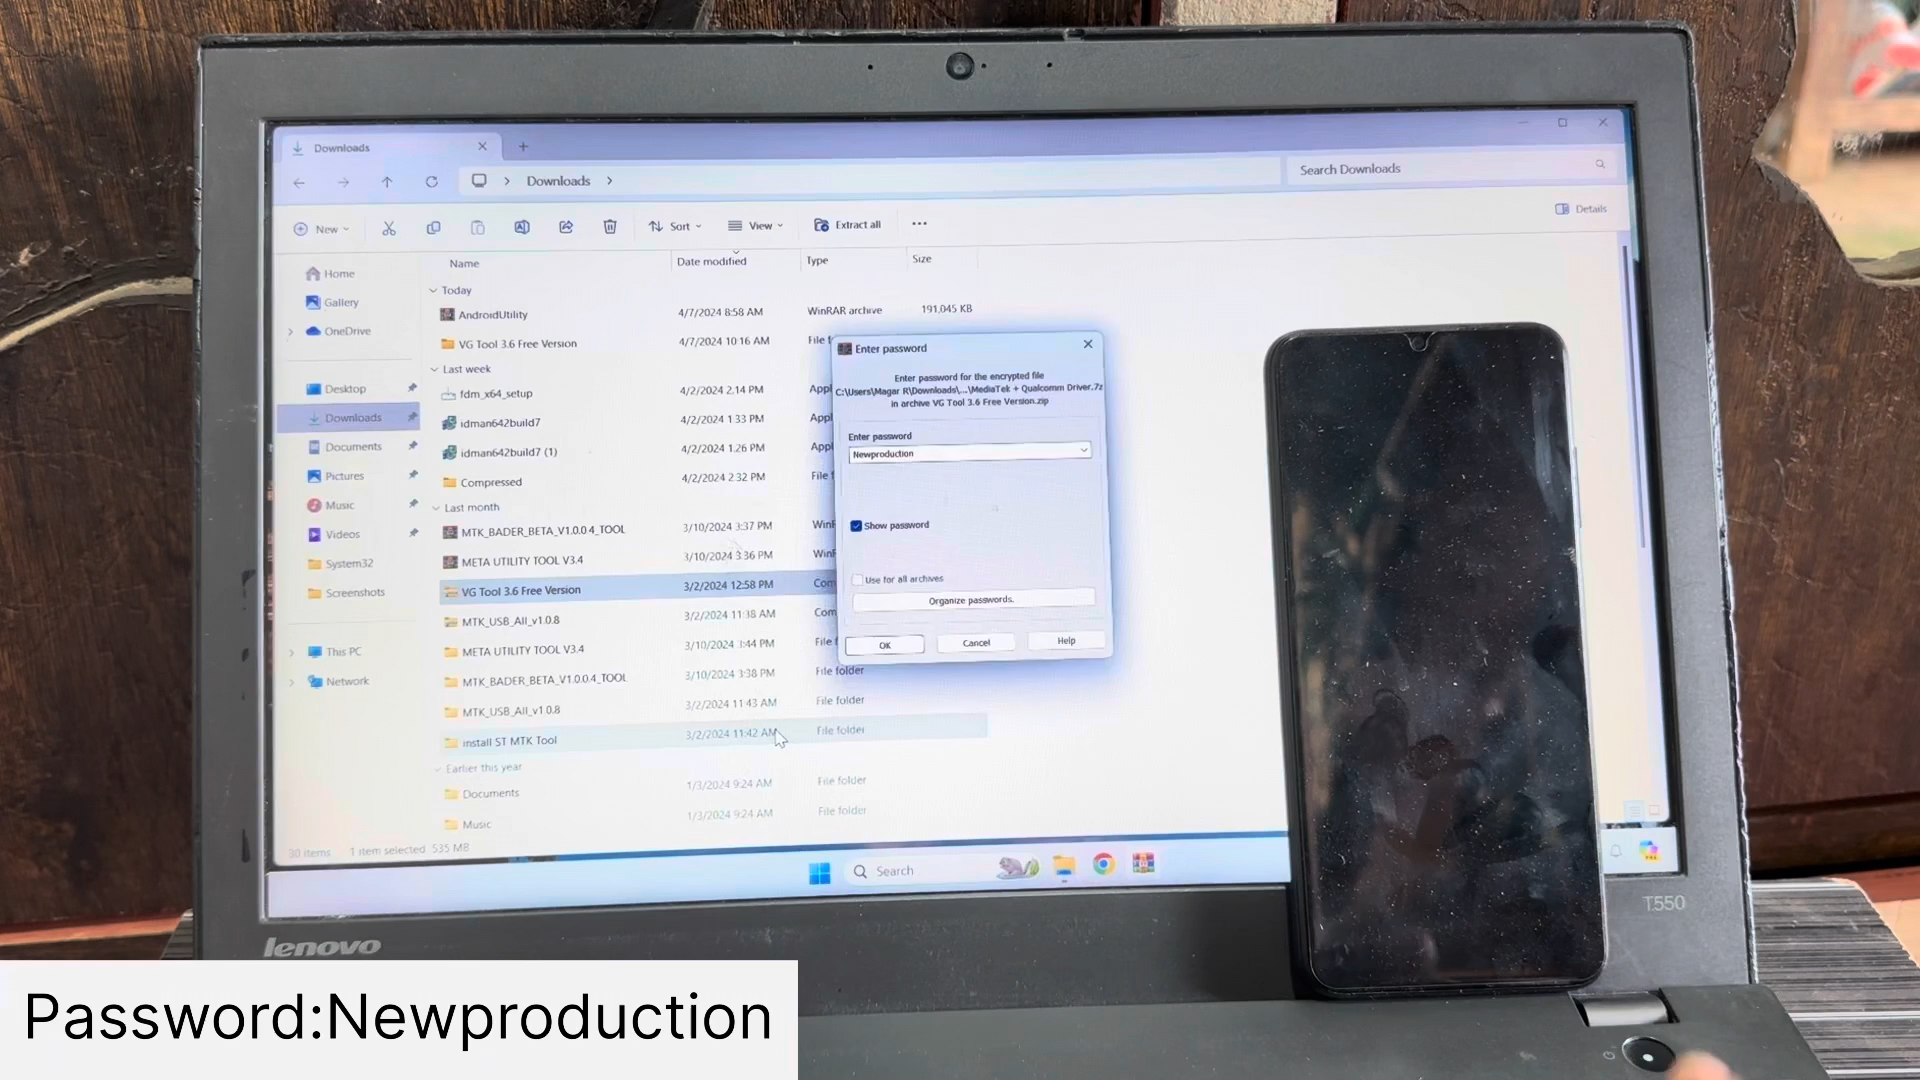 Downloads
Downloads
Search Downloads
New
Sort
View
Extract all
Details
Name
Date modified
Type
Size
Home
Gallery
OneDrive
Desktop
Downloads
Documents
Pictures
Music
Videos
System32
Screenshots
This PC
Network
Today
AndroidUtility 4/7/2024 8:58 AM WinRAR archive 191,045 KB
VG Tool 3.6 Free Version 4/7/2024 10:16 AM File f
Last week
fdm_x64_setup 4/2/2024 2:14 PM Appl
idman642build7 4/2/2024 1:33 PM Appl
idman642build7 (1) 4/2/2024 1:26 PM Appl
Compressed 4/2/2024 2:32 PM File f
Last month
MTK_BADER_BETA_V1.0.0.4_TOOL 3/10/2024 3:37 PM WinR
META UTILITY TOOL V3.4 3/10/2024 3:36 PM WinR
VG Tool 3.6 Free Version 3/2/2024 12:58 PM Com
MTK_USB_All_v1.0.8 3/2/2024 11:38 AM Com
META UTILITY TOOL V3.4 3/10/2024 3:44 PM File f
MTK_BADER_BETA_V1.0.0.4_TOOL 3/10/2024 3:38 PM File folder
MTK_USB_All_v1.0.8 3/2/2024 11:43 AM File folder
install ST MTK Tool 3/2/2024 11:42 AM File folder
Earlier this year
Documents 1/3/2024 9:24 AM File folder
Music 1/3/2024 9:24 AM File folder
30 items 1 item selected 535 MB
Enter password
Enter password for the encrypted file
C:\Users\Magar R\Downloads\...\MediaTek + Qualcomm Driver.7z
in archive VG Tool 3.6 Free Version.zip
Enter password
Newproduction
Show password
Use for all archives
Organize passwords.
OK
Cancel
Help
Search
T550
lenovo
Password:Newproduction